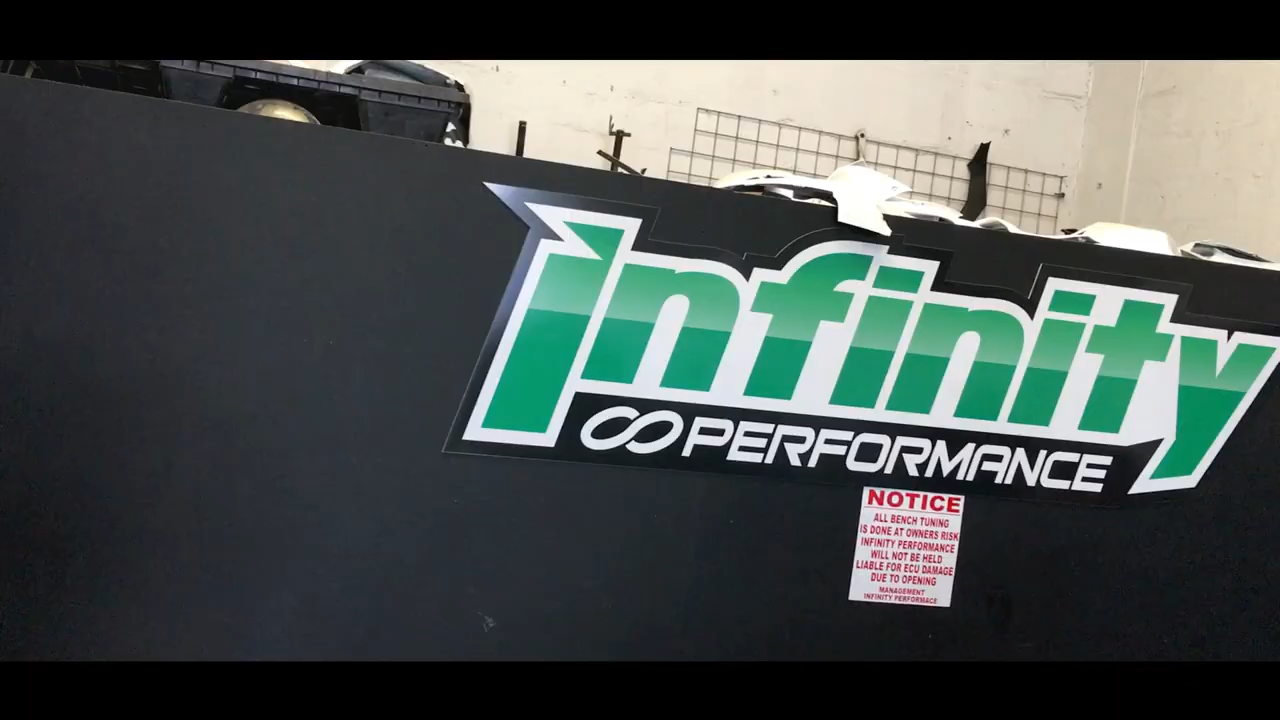 infinity
PERFORMANCE
NOTICE
ALL BENCH TUNING
IS DONE AT OWNERS RISK
INFINITY PERFORMANCE
WILL NOT BE HELD
LIABLE FOR ECU DAMAGE
DUE TO OPENING
MANAGEMENT
INFINITY PERFORMACE